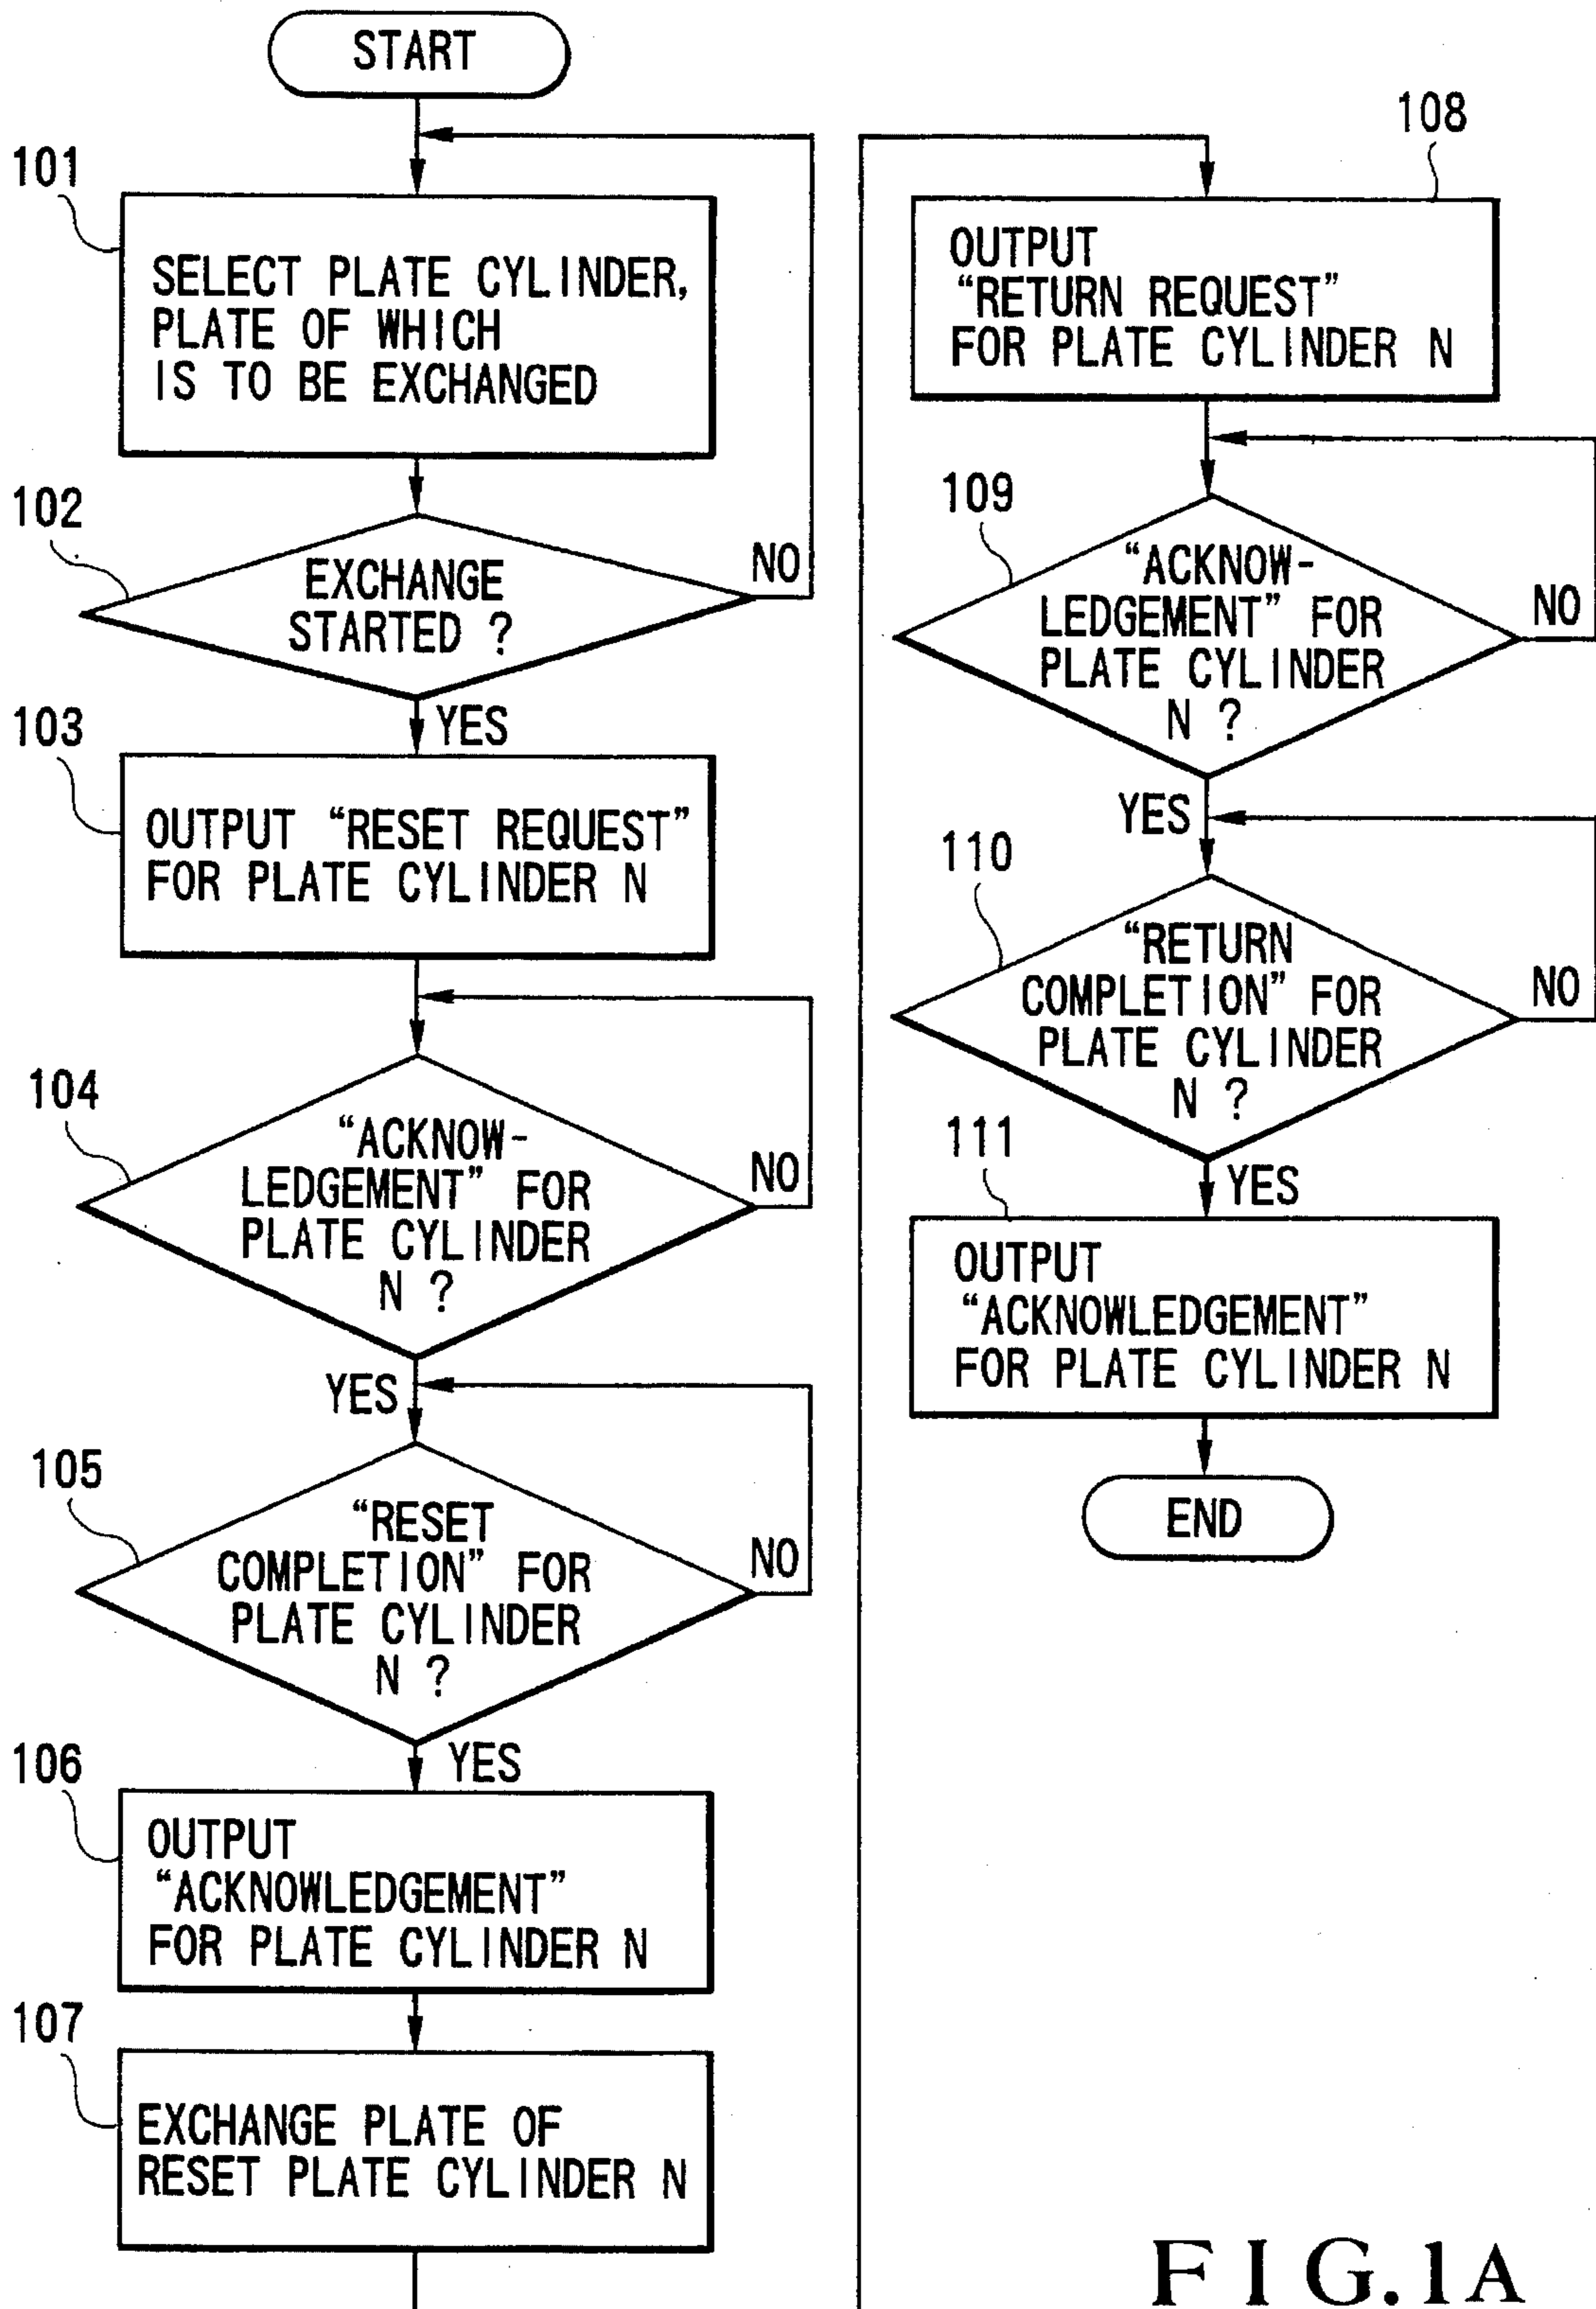 START
101
SELECT PLATE CYLINDER,
PLATE OF WHICH
IS TO BE EXCHANGED
102
EXCHANGE
STARTED ?
NO
YES
103
OUTPUT “RESET REQUEST”
FOR PLATE CYLINDER N
104
“ACKNOW-
LEDGEMENT” FOR
PLATE CYLINDER
N ?
NO
YES
105
“RESET
COMPLETION” FOR
PLATE CYLINDER
N ?
NO
YES
106
OUTPUT
“ACKNOWLEDGEMENT”
FOR PLATE CYLINDER N
107
EXCHANGE PLATE OF
RESET PLATE CYLINDER N
108
OUTPUT
“RETURN REQUEST”
FOR PLATE CYLINDER N
109
“ACKNOW-
LEDGEMENT” FOR
PLATE CYLINDER
N ?
NO
YES
110
“RETURN
COMPLETION” FOR
PLATE CYLINDER
N ?
NO
YES
111
OUTPUT
“ACKNOWLEDGEMENT”
FOR PLATE CYLINDER N
END
FIG.1A